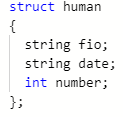 struct human
{
string fio;
string date;
int number;
};